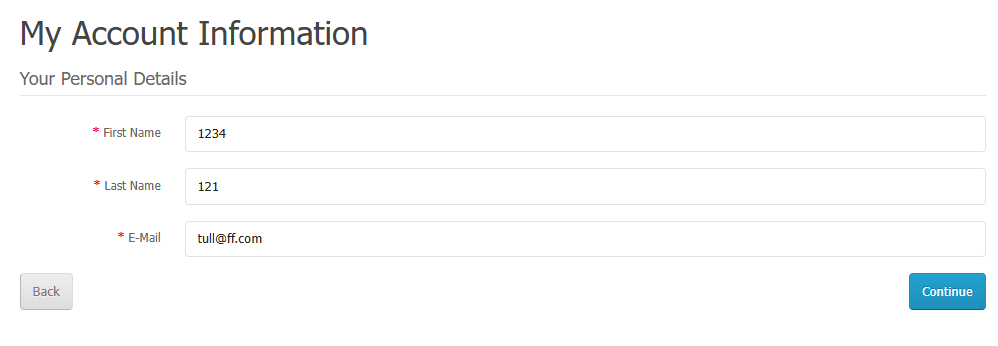 My Account Information
Your Personal Details
* First Name 1234
* Last Name 121
* E-Mail tull@ff.com
Back Continue